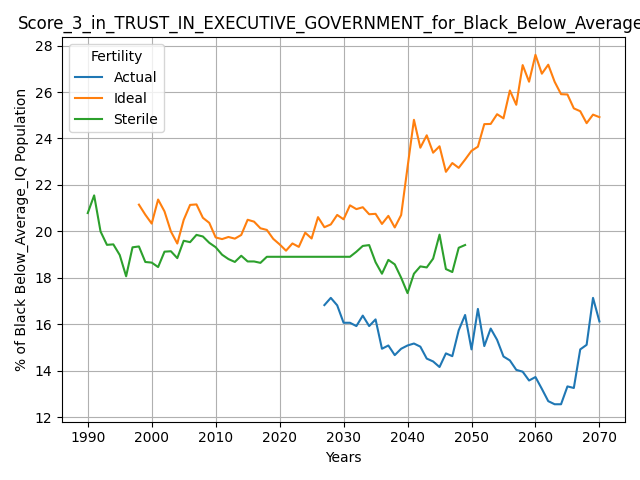 Score_3_in_TRUST_IN_EXECUTIVE_GOVERNMENT_for_Black_Below_Average
Fertility
Actual
Ideal
Sterile
% of Black Below_Average_IQ Population
28
26
24
22
20
18
16
14
12
1990 2000 2010 2020 2030 2040 2050 2060 2070
Years